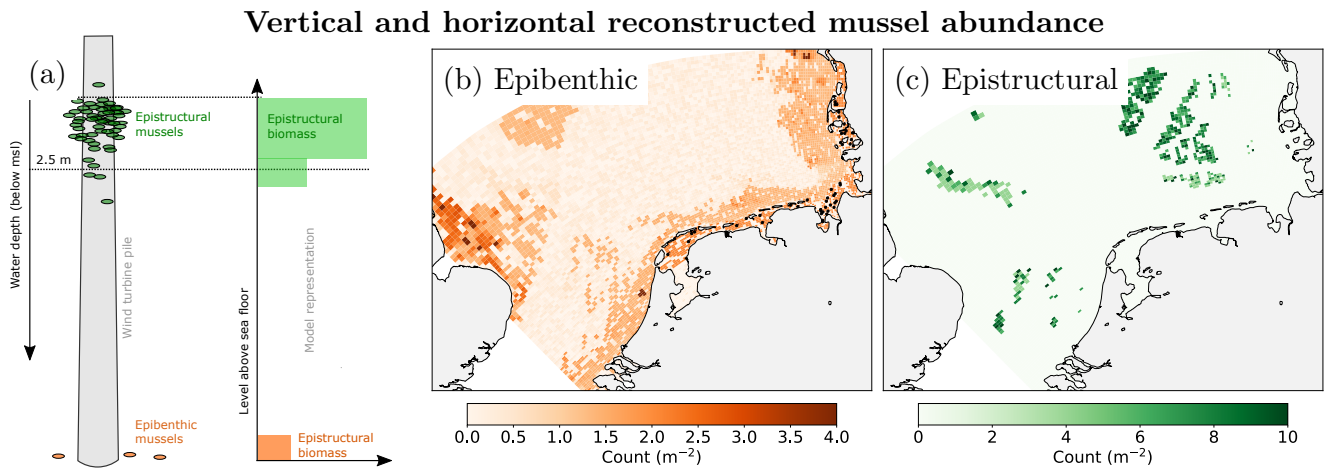 Vertical and horizontal reconstructed mussel abundance
(a)
Water depth (below msl)
2.5 m
Epistructural
mussels
Wind turbine pile
Epibenthic
mussels
Level above sea floor
Epistructural
biomass
Model representation
Epistructural
biomass
(b) Epibenthic
0.0 0.5 1.0 1.5 2.0 2.5 3.0 3.5 4.0
Count (m⁻²)
(c) Epistructural
0 2 4 6 8 10
Count (m⁻²)